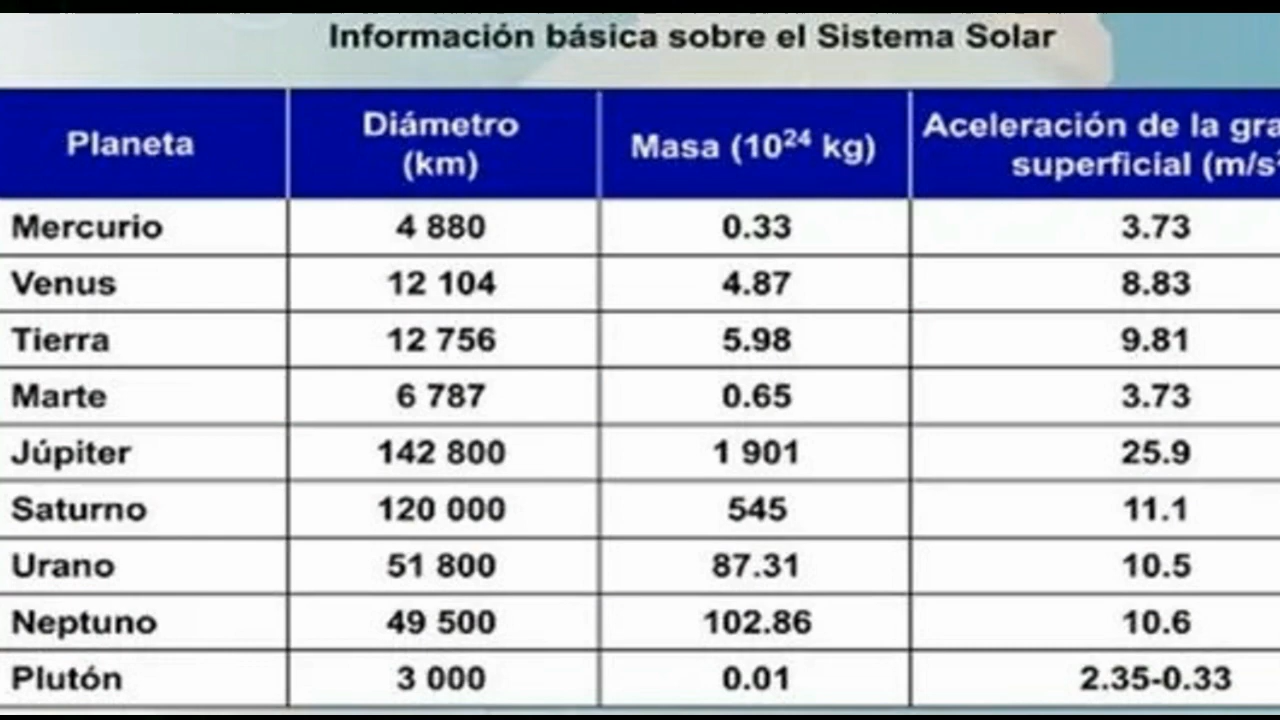 Información básica sobre el Sistema Solar
Planeta Diámetro (km) Masa (10²⁴ kg) Aceleración de la superficial (m/s
Mercurio 4 880 0.33 3.73
Venus 12 104 4.87 8.83
Tierra 12 756 5.98 9.81
Marte 6 787 0.65 3.73
Júpiter 142 800 1 901 25.9
Saturno 120 000 545 11.1
Urano 51 800 87.31 10.5
Neptuno 49 500 102.86 10.6
Plutón 3 000 0.01 2.35-0.33